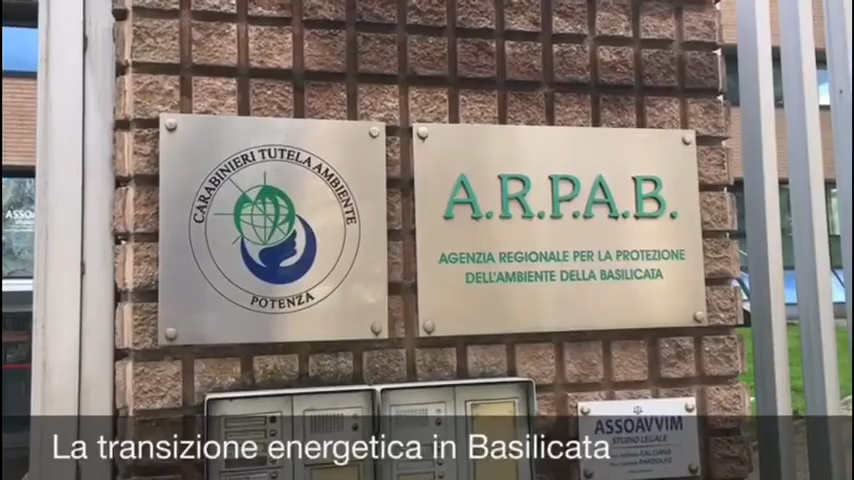 CARABINIERI TUTELA AMBIENTE
POTENZA
A.R.P.A.B.
AGENZIA REGIONALE PER LA PROTEZIONE
DELL'AMBIENTE DELLA BASILICATA
ASSOAVVIM
STUDIO LEGALE
La transizione energetica in Basilicata